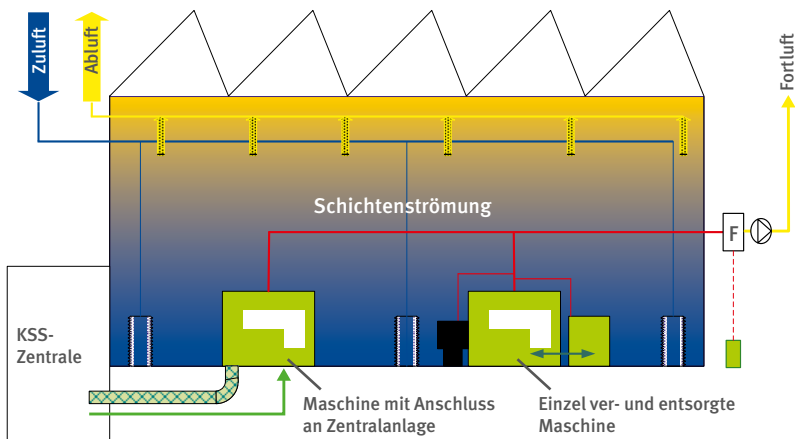 Zuluft
Abluft
Fortluft
Schichtenströmung
F
KSS-
Zentrale
Maschine mit Anschluss
an Zentralanlage
Einzel ver- und entsorgte
Maschine